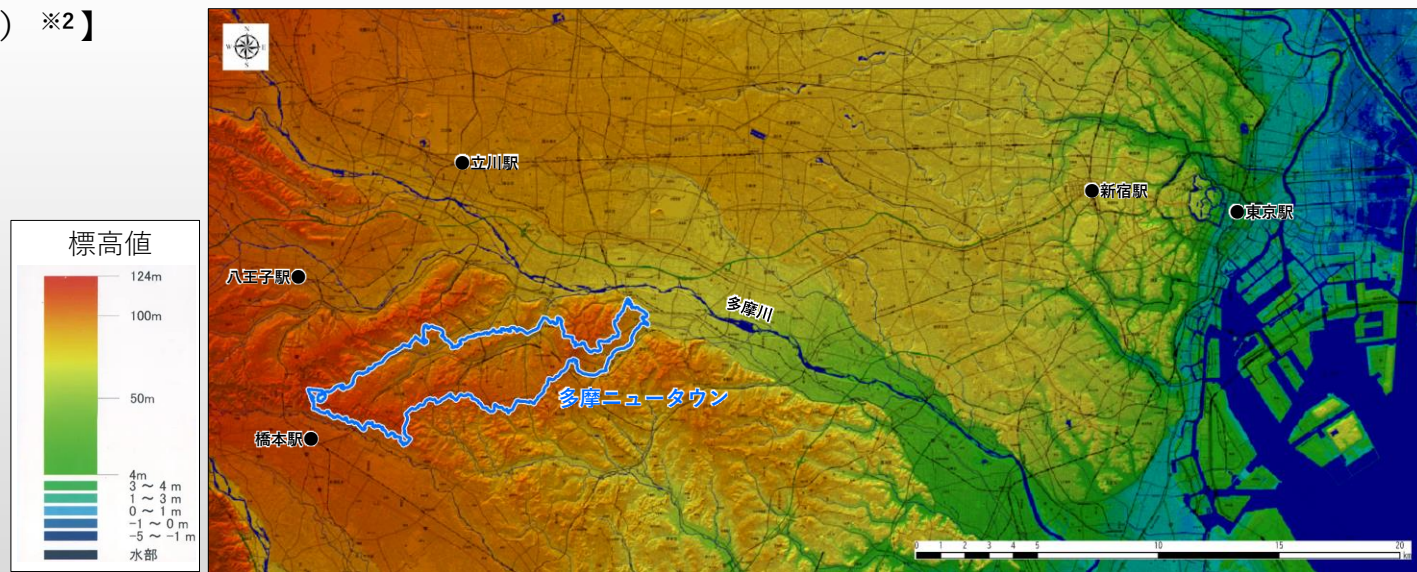 ） ※2 】
N
W E
S
立川駅
新宿駅
東京駅
八王子駅
多摩川
多摩ニュータウン
橋本駅
標高値
124m
100m
50m
4m
3 ～ 4 m
1 ～ 3 m
0 ～ 1 m
-1 ～ 0 m
-5 ～ -1 m
水部
0 1 2 3 4 5 10 15 20
km